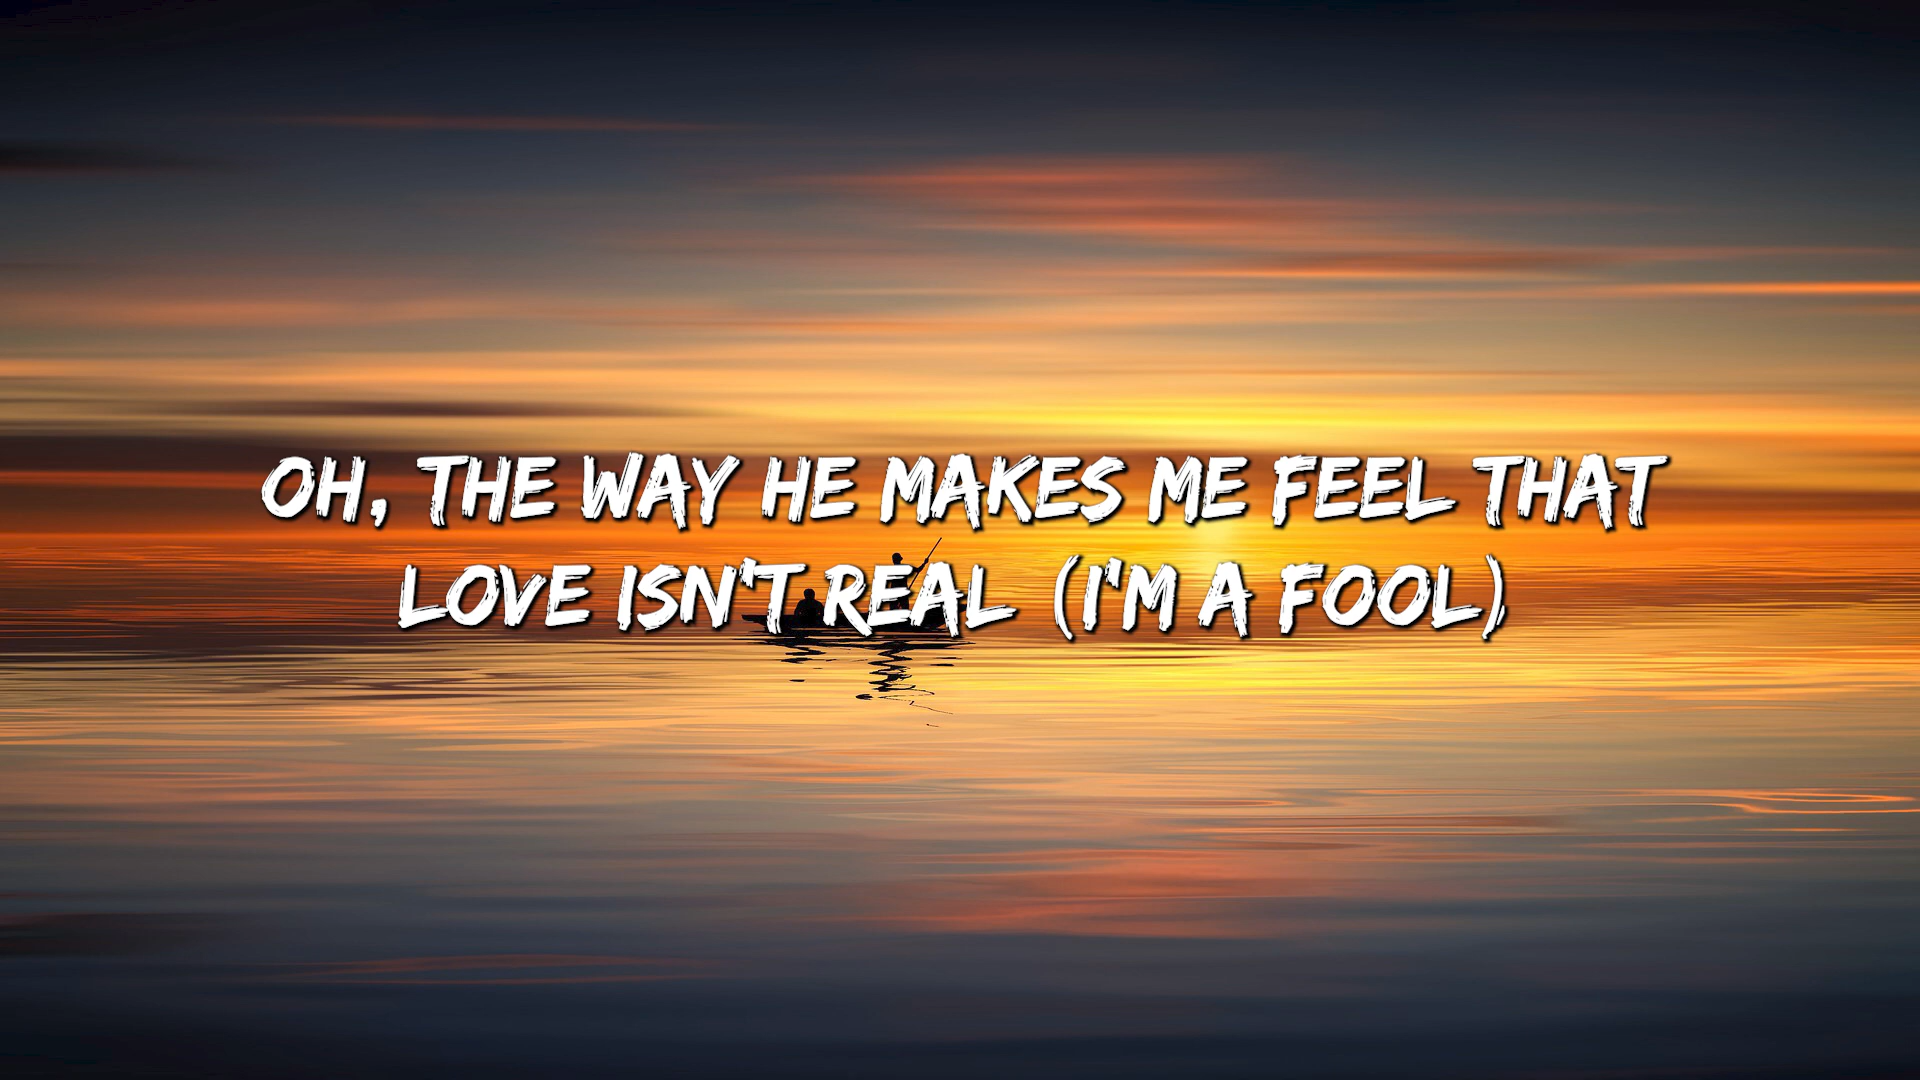 OH, THE WAY HE MAKES ME FEEL THAT
LOVE ISN'T REAL (I'M A FOOL)